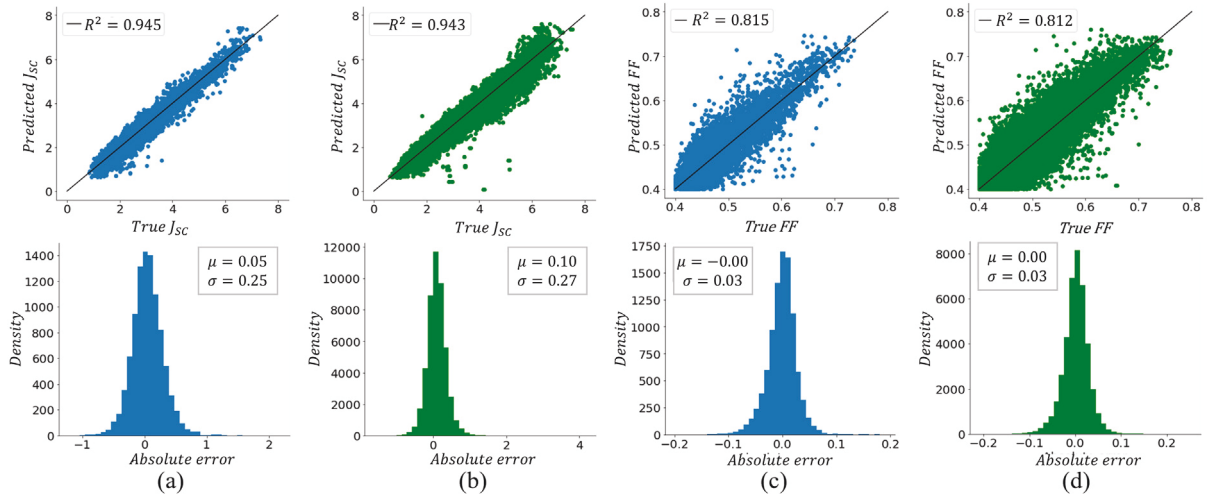 R² = 0.945
8
6
4
2
0
Predicted J_SC
0 2 4 6 8
True J_SC
R² = 0.943
8
6
4
2
0
Predicted J_SC
0 2 4 6 8
True J_SC
R² = 0.815
0.8
0.7
0.6
0.5
0.4
Predicted FF
0.4 0.5 0.6 0.7 0.8
True FF
R² = 0.812
0.8
0.7
0.6
0.5
0.4
Predicted FF
0.4 0.5 0.6 0.7 0.8
True FF
μ = 0.05
σ = 0.25
1400
1200
1000
800
600
400
200
0
Density
−1 0 1 2
Absolute error
(a)
μ = 0.10
σ = 0.27
12000
10000
8000
6000
4000
2000
0
Density
0 2 4
Absolute error
(b)
μ = −0.00
σ = 0.03
1750
1500
1250
1000
750
500
250
0
Density
−0.2 −0.1 0.0 0.1 0.2
Absolute error
(c)
μ = 0.00
σ = 0.03
8000
6000
4000
2000
0
Density
−0.2 −0.1 0.0 0.1 0.2
Absolute error
(d)